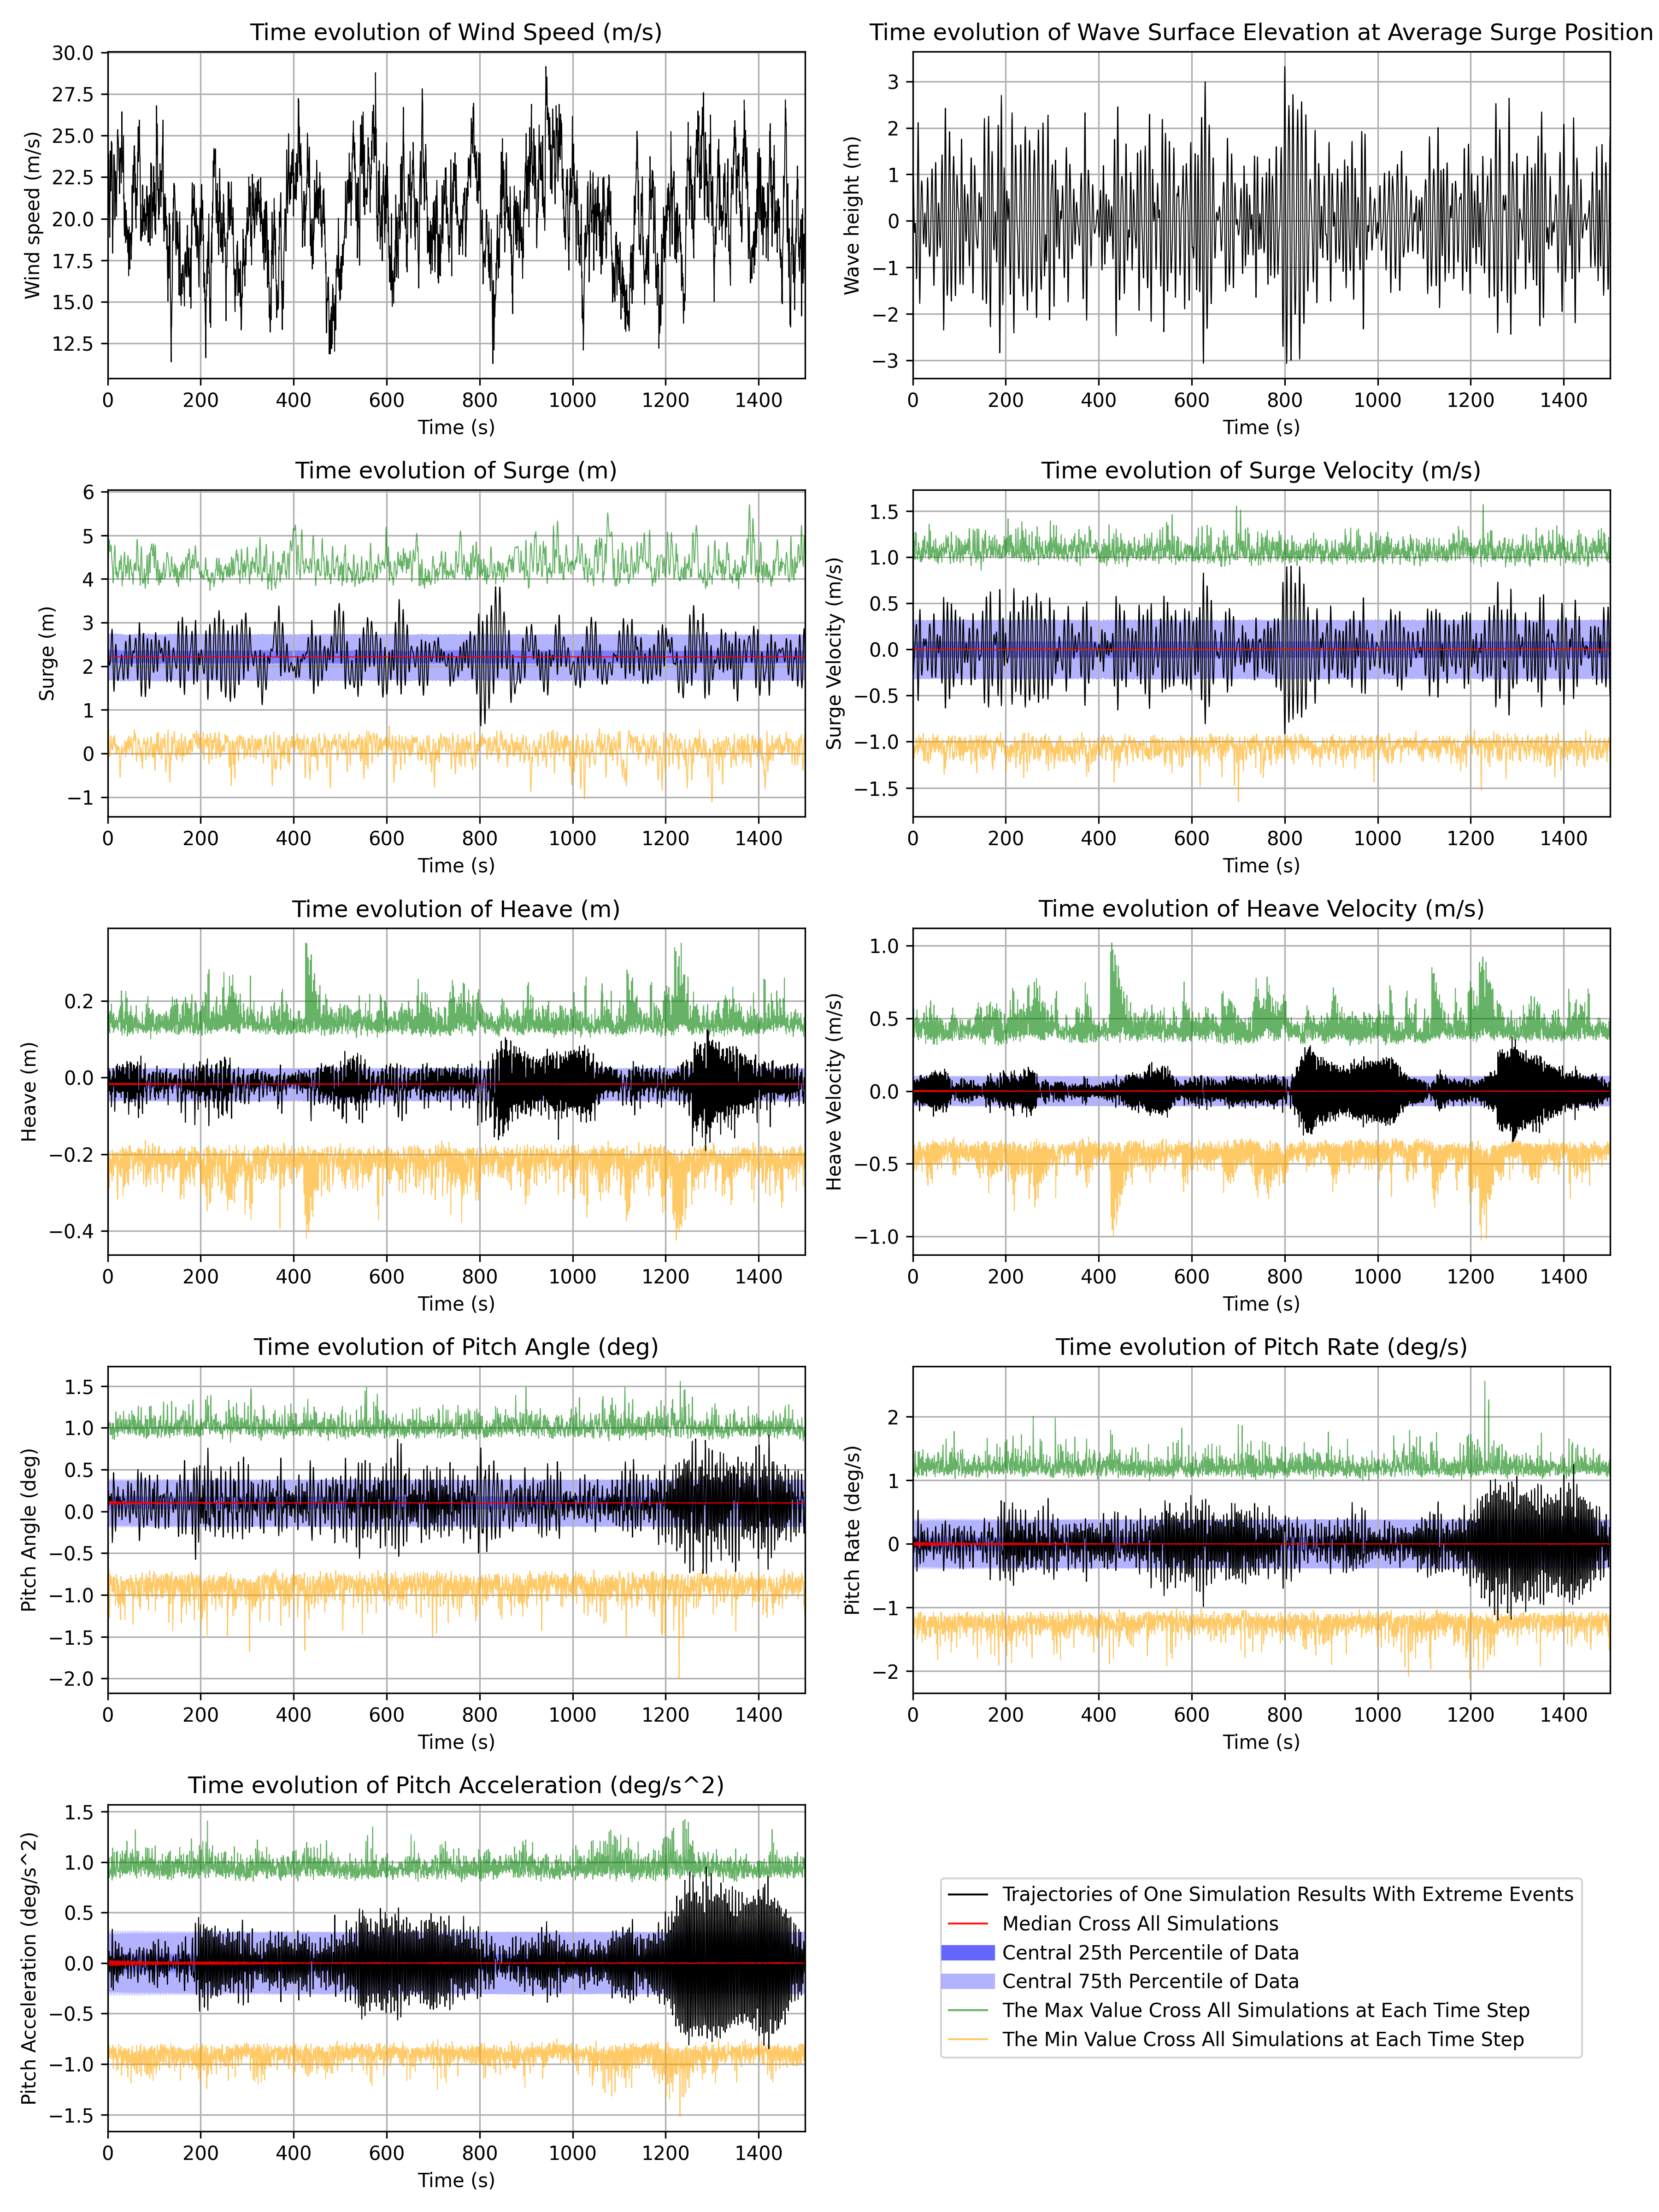 Time evolution of Wind Speed (m/s)
Wind speed (m/s)
30.0
27.5
25.0
22.5
20.0
17.5
15.0
12.5
0 200 400 600 800 1000 1200 1400
Time (s)
Time evolution of Wave Surface Elevation at Average Surge Position
Wave height (m)
3
2
1
0
−1
−2
−3
0 200 400 600 800 1000 1200 1400
Time (s)
Time evolution of Surge (m)
Surge (m)
6
5
4
3
2
1
0
−1
0 200 400 600 800 1000 1200 1400
Time (s)
Time evolution of Surge Velocity (m/s)
Surge Velocity (m/s)
1.5
1.0
0.5
0.0
−0.5
−1.0
−1.5
0 200 400 600 800 1000 1200 1400
Time (s)
Time evolution of Heave (m)
Heave (m)
0.2
0.0
−0.2
−0.4
0 200 400 600 800 1000 1200 1400
Time (s)
Time evolution of Heave Velocity (m/s)
Heave Velocity (m/s)
1.0
0.5
0.0
−0.5
−1.0
0 200 400 600 800 1000 1200 1400
Time (s)
Time evolution of Pitch Angle (deg)
Pitch Angle (deg)
1.5
1.0
0.5
0.0
−0.5
−1.0
−1.5
−2.0
0 200 400 600 800 1000 1200 1400
Time (s)
Time evolution of Pitch Rate (deg/s)
Pitch Rate (deg/s)
2
1
0
−1
−2
0 200 400 600 800 1000 1200 1400
Time (s)
Time evolution of Pitch Acceleration (deg/s^2)
Pitch Acceleration (deg/s^2)
1.5
1.0
0.5
0.0
−0.5
−1.0
−1.5
0 200 400 600 800 1000 1200 1400
Time (s)
Trajectories of One Simulation Results With Extreme Events
Median Cross All Simulations
Central 25th Percentile of Data
Central 75th Percentile of Data
The Max Value Cross All Simulations at Each Time Step
The Min Value Cross All Simulations at Each Time Step